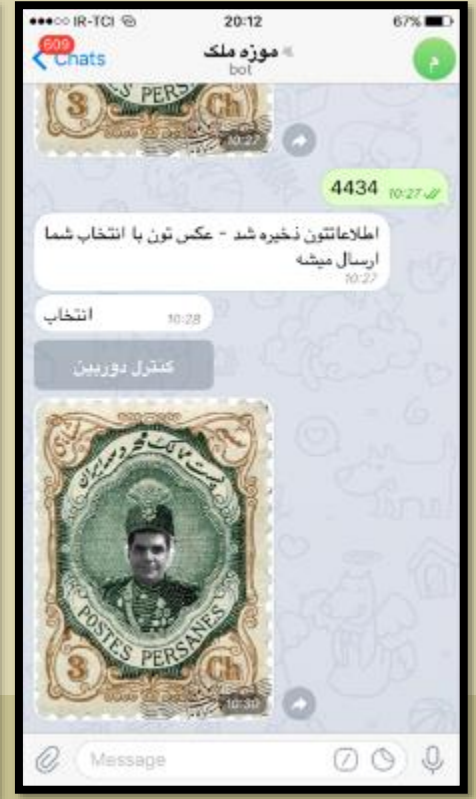 IR-TCI 20:12 67%
609
Chats
موزه ملک
bot
م
PERS
3 Ch
10:27
4434 10:27
اطلاعاتتون ذخیره شد - عکس تون با انتخاب شما
ارسال میشه
10:27
انتخاب 10:28
کنترل دوربین
POSTES PERSANES
3 Ch
10:30
Message